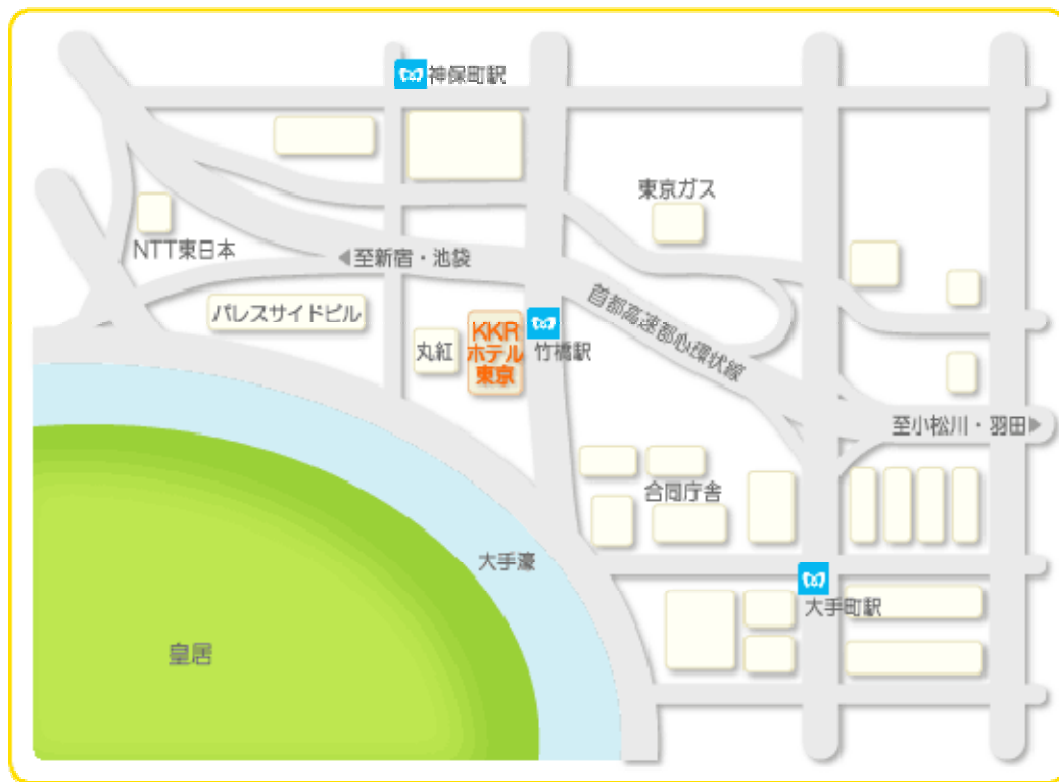 神保町駅
東京ガス
NTT東日本
至新宿・池袋
パレスサイドビル
首都高速都心環状線
丸紅
KKR
ホテル
東京
竹橋駅
至小松川・羽田
合同庁舎
大手濠
大手町駅
皇居